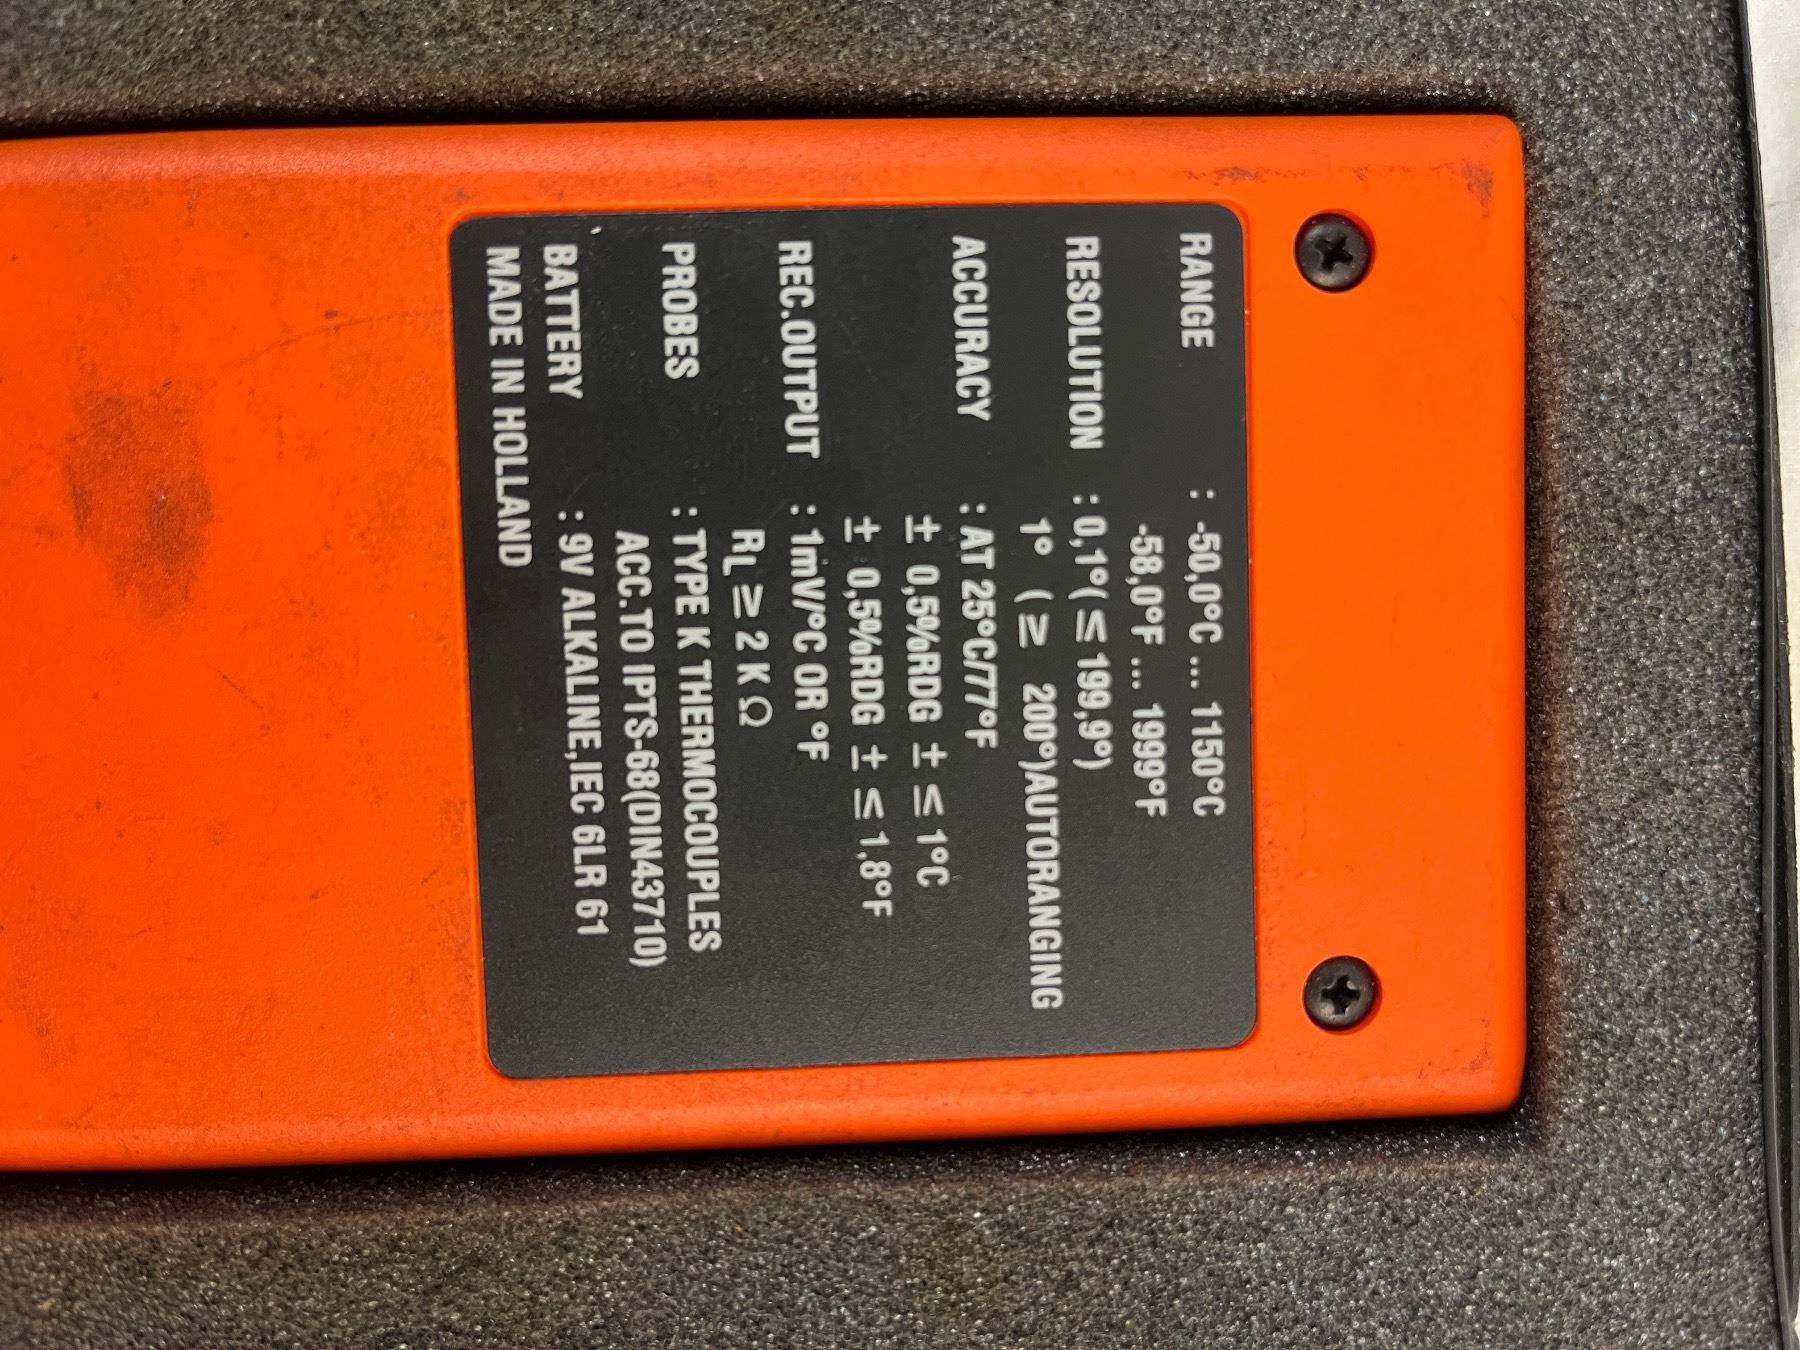 RANGE : -50,0°C ... 1150°C
-58,0°F ... 1999°F
RESOLUTION : 0,1°(≤199,9°)
1° (≥ 200°)AUTORANGING
ACCURACY : AT 25°C/77°F
± 0,5%RDG ± ≤ 1°C
± 0,5%RDG ± ≤ 1,8°F
REC.OUTPUT : 1mV/°C OR °F
RL ≥ 2 K Ω
PROBES : TYPE K THERMOCOUPLES
ACC.TO IPTS-68(DIN43710)
BATTERY : 9V ALKALINE,IEC 6LR 61
MADE IN HOLLAND